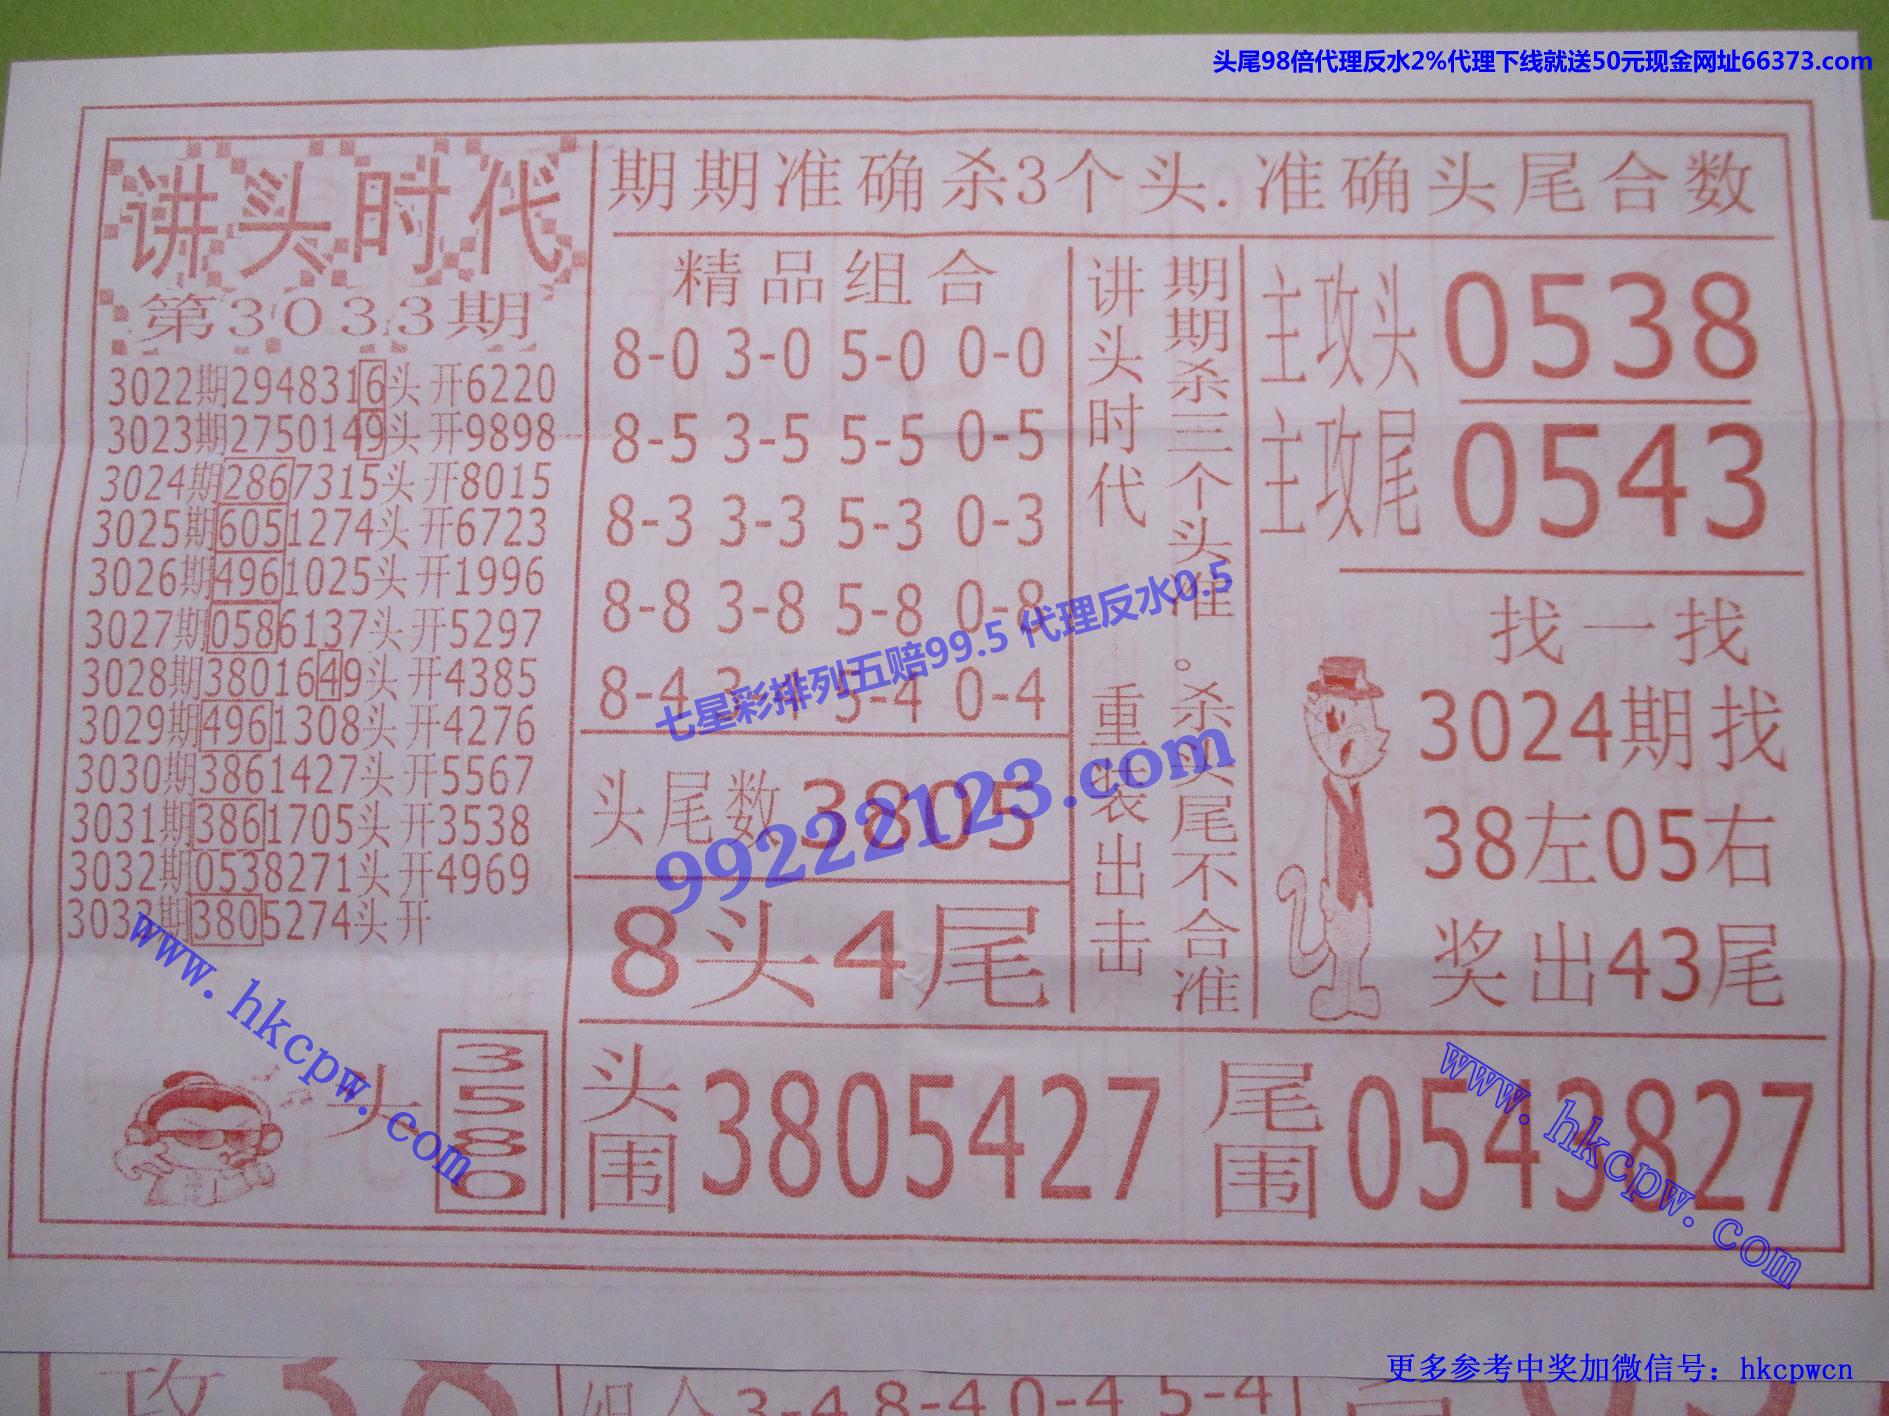 头尾98倍代理反水2%代理下线就送50元现金网址66373.com
讲头时代
第3033期
3022期2948316头开6220
3023期2750149头开9898
3024期2867315头开8015
3025期6051274头开6723
3026期4961025头开1996
3027期0586137头开5297
3028期3801649头开4385
3029期4961308头开4276
3030期3861427头开5567
3031期3861705头开3538
3032期0538271头开4969
3033期3805274头开
头
3580
期期准确杀3个头.准确头尾合数
精品组合
8-0 3-0 5-0 0-0
8-5 3-5 5-5 0-5
8-3 3-3 5-3 0-3
8-8 3-8 5-8 0-8
8-4 3-4 5-4 0-4
头尾数3805
8头4尾
讲头时代 重装出击
期期杀三个头准。杀头尾不合准
主攻头 0538
主攻尾 0543
找一找
3024期找
38左05右
奖出43尾
头围 3805427
尾围 0543827
七星彩排列五赔99.5 代理反水0.5
99222123.com
www.hkcpw.com
www.hkcpw.com
更多参考中奖加微信号：hkcpwcn
攻 38
组合3-4 8-4 0-4 5-4